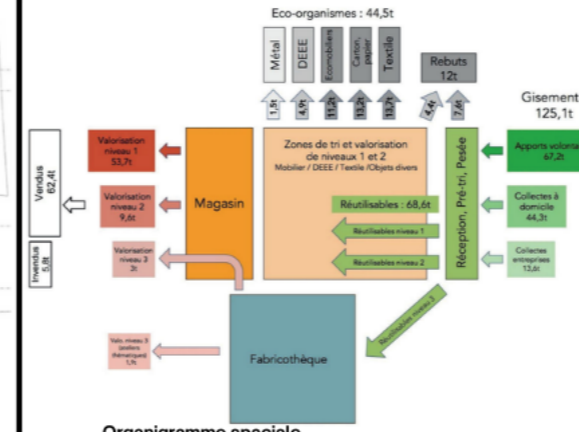 Eco-organismes : 44,5t
Métal
DEEE
Ecomobiliers
Carton,
papier
Textile
Rebuts
12t
1,5t
4,9t
11,2t
13,2t
13,7t
4,4t
7,6t
Gisement
125,1t
Vendus
62,4t
Invendus
5,8t
Valorisation
niveau 1
53,7t
Valorisation
niveau 2
9,6t
Valorisation
niveau 3
3t
Magasin
Zones de tri et valorisation
de niveaux 1 et 2
Mobilier / DEEE / Textile /Objets divers
Réutilisables : 68,6t
Réutilisables niveau 1
Réutilisables niveau 2
Réception, Pré-tri, Pesée
Apports volonta
67,2t
Collectes à
domicile
44,3t
Collectes
entreprises
13,6t
Réutilisables niveau 3
Valo. niveau 3
(ateliers
thématiques)
1,9t
Fabricothèque